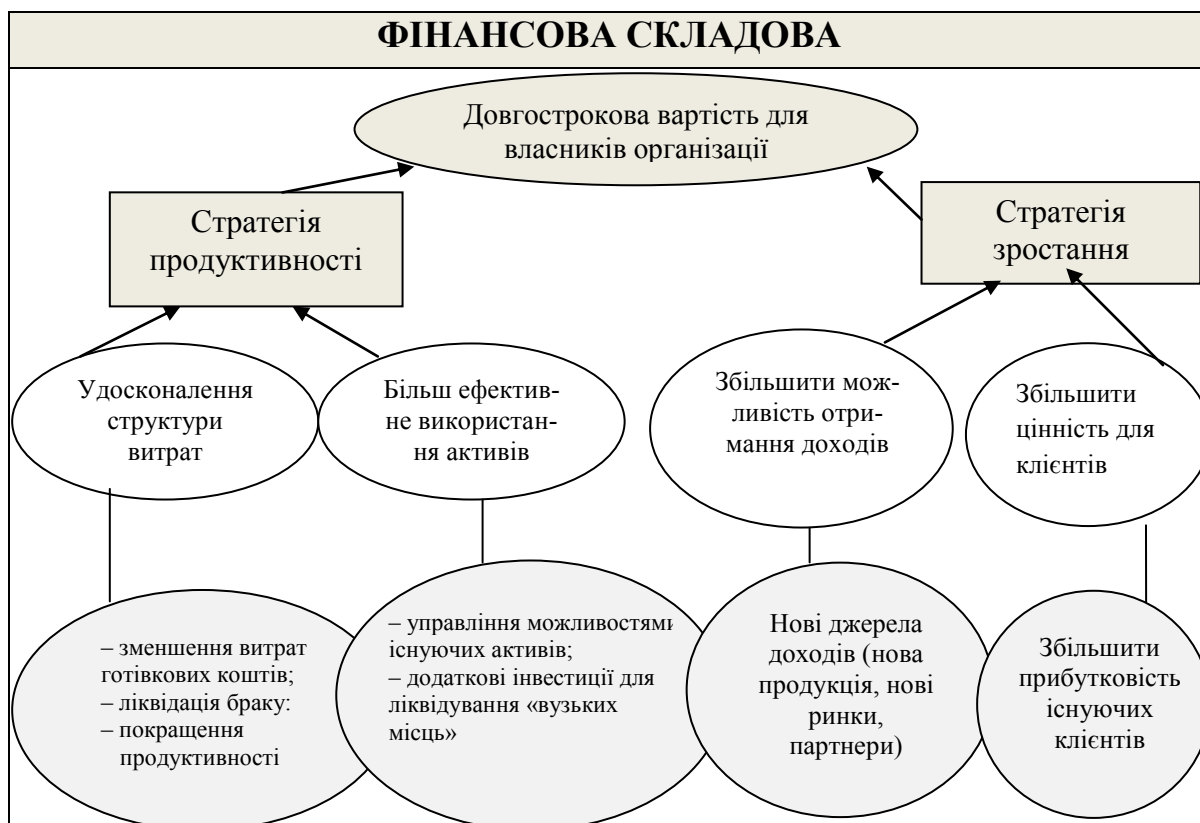 ФІНАНСОВА СКЛАДОВА
Довгострокова вартість для
власників організації
Стратегія
продуктивності
Стратегія
зростання
Удосконалення
структури
витрат
Більш ефектив-
не використан-
ня активів
Збільшити мож-
ливість отри-
мання доходів
Збільшити
цінність для
клієнтів
– зменшення витрат
готівкових коштів;
– ліквідація браку:
– покращення
продуктивності
– управління можливостями
існуючих активів;
– додаткові інвестиції для
ліквідування «вузьких
місць»
Нові джерела
доходів (нова
продукція, нові
ринки,
партнери)
Збільшити
прибутковість
існуючих
клієнтів